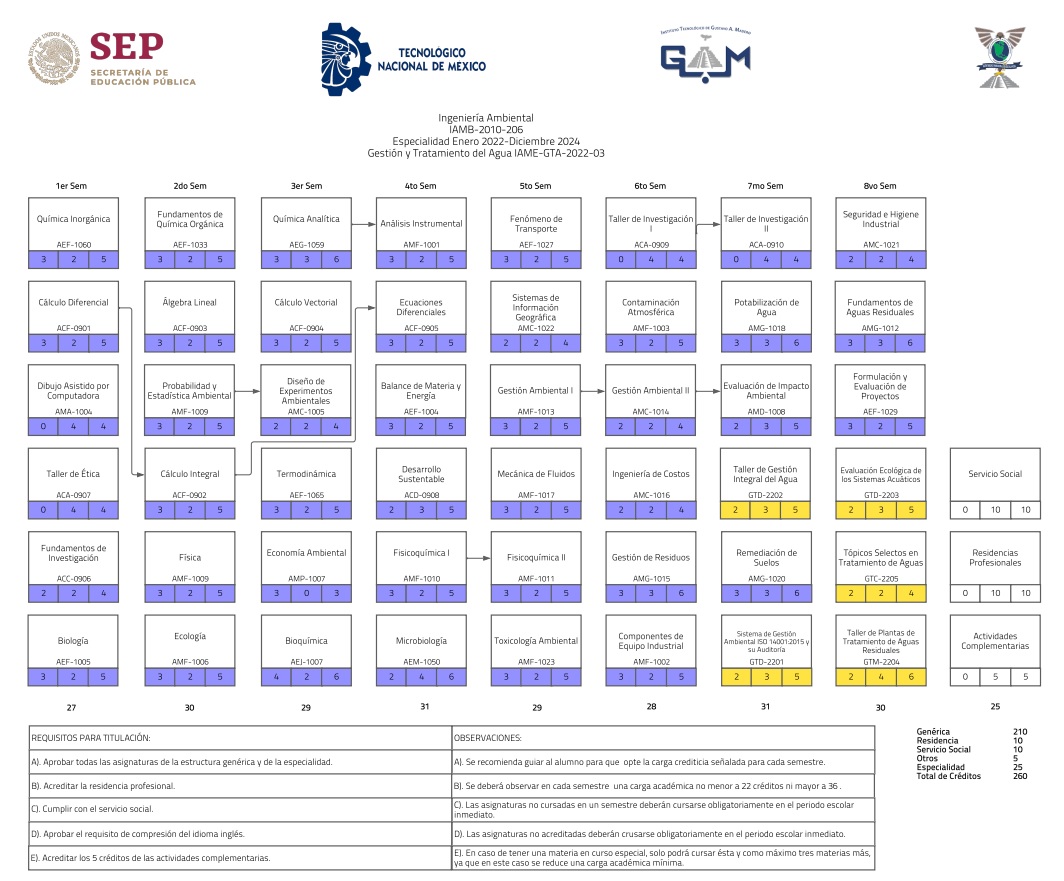 ESTADOS UNIDOS MEXICANOS
SEP
SECRETARÍA DE
EDUCACIÓN PÚBLICA
TECNOLÓGICO
NACIONAL DE MÉXICO
INSTITUTO TECNOLÓGICO DE GUSTAVO A. MADERO
GAM
Ingeniería Ambiental
IAMB-2010-206
Especialidad Enero 2022-Diciembre 2024
Gestión y Tratamiento del Agua IAME-GTA-2022-03
1er Sem
Química Inorgánica
AEF-1060
3 2 5
Cálculo Diferencial
ACF-0901
3 2 5
Dibujo Asistido por
Computadora
AMA-1004
0 4 4
Taller de Ética
ACA-0907
0 4 4
Fundamentos de
Investigación
ACC-0906
2 2 4
Biología
AEF-1005
3 2 5
27
2do Sem
Fundamentos de
Química Orgánica
AEF-1033
3 2 5
Álgebra Lineal
ACF-0903
3 2 5
Probabilidad y
Estadística Ambiental
AMF-1009
3 2 5
Cálculo Integral
ACF-0902
3 2 5
Física
AMF-1009
3 2 5
Ecología
AMF-1006
3 2 5
30
3er Sem
Química Analítica
AEG-1059
3 3 6
Cálculo Vectorial
ACF-0904
3 2 5
Diseño de
Experimentos
Ambientales
AMC-1005
2 2 4
Termodinámica
AEF-1065
3 2 5
Economía Ambiental
AMP-1007
3 0 3
Bioquímica
AEJ-1007
4 2 6
29
4to Sem
Análisis Instrumental
AMF-1001
3 2 5
Ecuaciones
Diferenciales
ACF-0905
3 2 5
Balance de Materia y
Energía
AEF-1004
3 2 5
Desarrollo
Sustentable
ACD-0908
2 3 5
Fisicoquímica I
AMF-1010
3 2 5
Microbiología
AEM-1050
2 4 6
31
5to Sem
Fenómeno de
Transporte
AEF-1027
3 2 5
Sistemas de
Información
Geográfica
AMC-1022
2 2 4
Gestión Ambiental I
AMF-1013
3 2 5
Mecánica de Fluidos
AMF-1017
3 2 5
Fisicoquímica II
AMF-1011
3 2 5
Toxicología Ambiental
AMF-1023
3 2 5
29
6to Sem
Taller de Investigación
I
ACA-0909
0 4 4
Contaminación
Atmosférica
AMF-1003
3 2 5
Gestión Ambiental II
AMC-1014
2 2 4
Ingeniería de Costos
AMC-1016
2 2 4
Gestión de Residuos
AMG-1015
3 3 6
Componentes de
Equipo Industrial
AMF-1002
3 2 5
28
7mo Sem
Taller de Investigación
II
ACA-0910
0 4 4
Potabilización de
Agua
AMG-1018
3 3 6
Evaluación de Impacto
Ambiental
AMD-1008
2 3 5
Taller de Gestión
Integral del Agua
GTD-2202
2 3 5
Remediación de
Suelos
AMG-1020
3 3 6
Sistema de Gestión
Ambiental ISO 14001:2015 y
su Auditoría
GTD-2201
2 3 5
31
8vo Sem
Seguridad e Higiene
Industrial
AMC-1021
2 2 4
Fundamentos de
Aguas Residuales
AMG-1012
3 3 6
Formulación y
Evaluación de
Proyectos
AEF-1029
3 2 5
Evaluación Ecológica de
los Sistemas Acuáticos
GTD-2203
2 3 5
Tópicos Selectos en
Tratamiento de Aguas
GTC-2205
2 2 4
Taller de Plantas de
Tratamiento de Aguas
Residuales
GTM-2204
2 4 6
30
Servicio Social
0 10 10
Residencias
Profesionales
0 10 10
Actividades
Complementarias
0 5 5
25
REQUISITOS PARA TITULACIÓN:
A). Aprobar todas las asignaturas de la estructura genérica y de la especialidad.
B). Acreditar la residencia profesional.
C). Cumplir con el servicio social.
D). Aprobar el requisito de compresión del idioma inglés.
E). Acreditar los 5 créditos de las actividades complementarias.
OBSERVACIONES:
A). Se recomienda guiar al alumno para que opte la carga crediticia señalada para cada semestre.
B). Se deberá observar en cada semestre una carga académica no menor a 22 créditos ni mayor a 36 .
C). Las asignaturas no cursadas en un semestre deberán cursarse obligatoriamente en el periodo escolar
inmediato.
D). Las asignaturas no acreditadas deberán crusarse obligatoriamente en el periodo escolar inmediato.
E). En caso de tener una materia en curso especial, solo podrá cursar ésta y como máximo tres materias más,
ya que en este caso se reduce una carga académica mínima.
Genérica 210
Residencia 10
Servicio Social 10
Otros 5
Especialidad 25
Total de Créditos 260